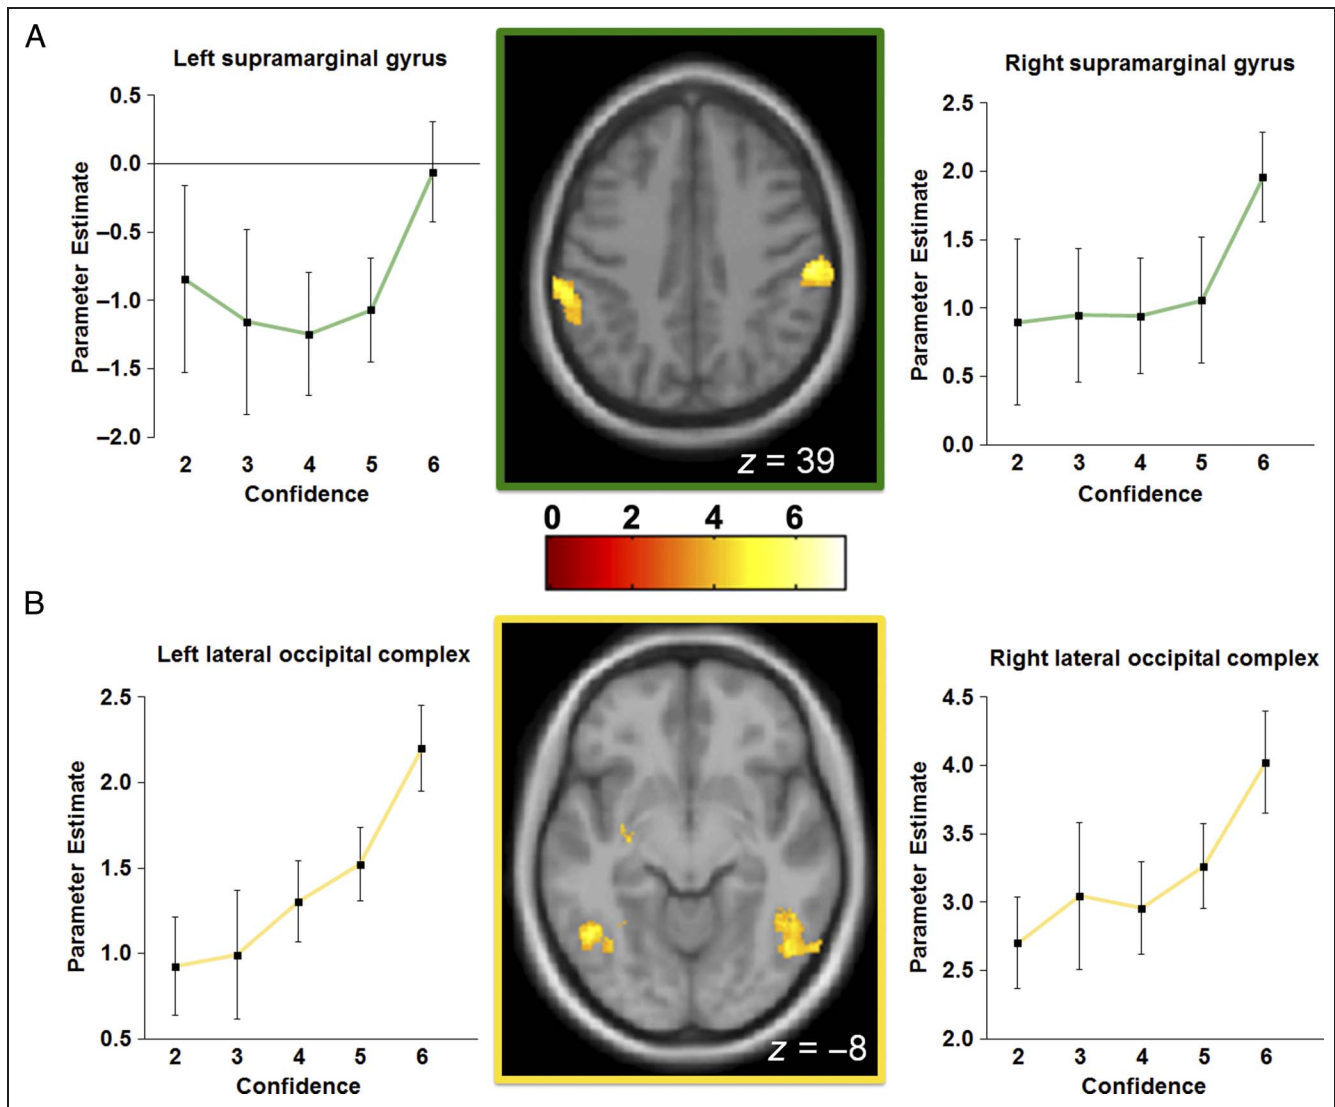 A
Left supramarginal gyrus
Parameter Estimate
0.5
0.0
–0.5
–1.0
–1.5
–2.0
2 3 4 5 6
Confidence
z = 39
Right supramarginal gyrus
Parameter Estimate
2.5
2.0
1.5
1.0
0.5
0.0
2 3 4 5 6
Confidence
0 2 4 6
B
Left lateral occipital complex
Parameter Estimate
2.5
2.0
1.5
1.0
0.5
2 3 4 5 6
Confidence
z = –8
Right lateral occipital complex
Parameter Estimate
4.5
4.0
3.5
3.0
2.5
2.0
2 3 4 5 6
Confidence